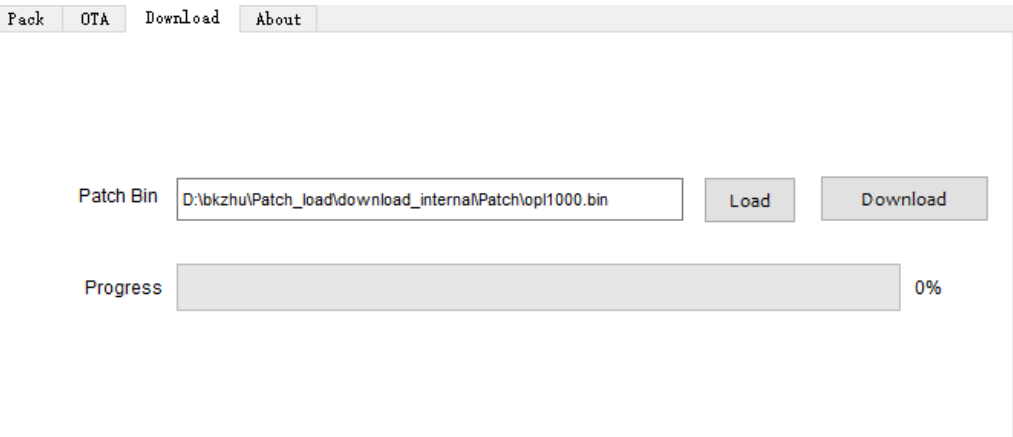 Pack OTA Download About
Patch Bin D:\bkzhu\Patch_load\download_internal\Patch\opl1000.bin Load Download
Progress 0%